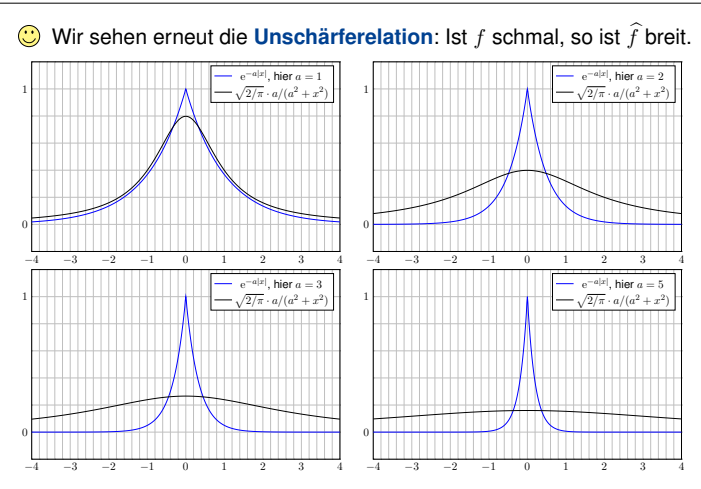 Wir sehen erneut die Unschärferelation: Ist f schmal, so ist f̂ breit.
e^{−a|x|}, hier a = 1
√(2/π) · a/(a² + x²)
1
0
−4 −3 −2 −1 0 1 2 3 4
e^{−a|x|}, hier a = 2
√(2/π) · a/(a² + x²)
1
0
−4 −3 −2 −1 0 1 2 3 4
e^{−a|x|}, hier a = 3
√(2/π) · a/(a² + x²)
1
0
−4 −3 −2 −1 0 1 2 3 4
e^{−a|x|}, hier a = 5
√(2/π) · a/(a² + x²)
1
0
−4 −3 −2 −1 0 1 2 3 4